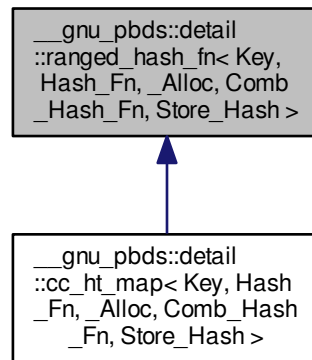 __gnu_pbds::detail
::ranged_hash_fn< Key,
Hash_Fn, _Alloc, Comb
_Hash_Fn, Store_Hash >
__gnu_pbds::detail
::cc_ht_map< Key, Hash
_Fn, _Alloc, Comb_Hash
_Fn, Store_Hash >